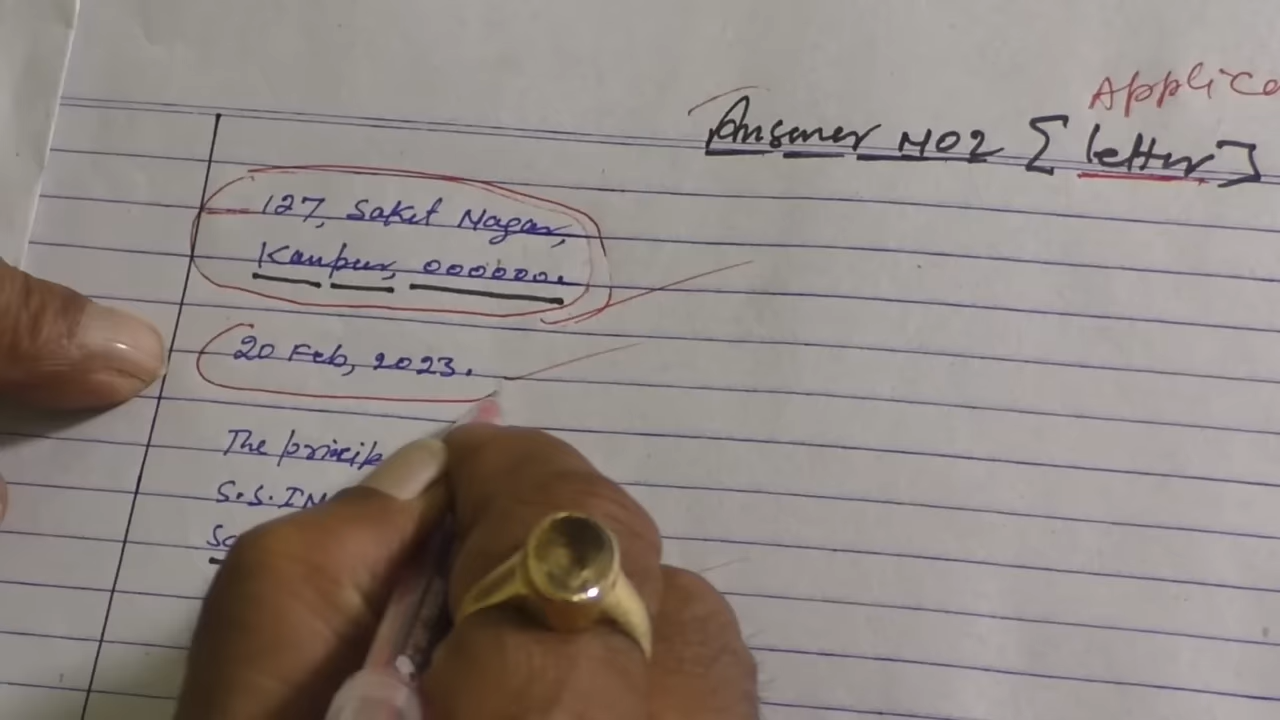 Applica
Answer NO2 [letter]
127, Saket Nagar,
Kanpur, 000000.
20 Feb, 2023.
The princip
S.S.IN